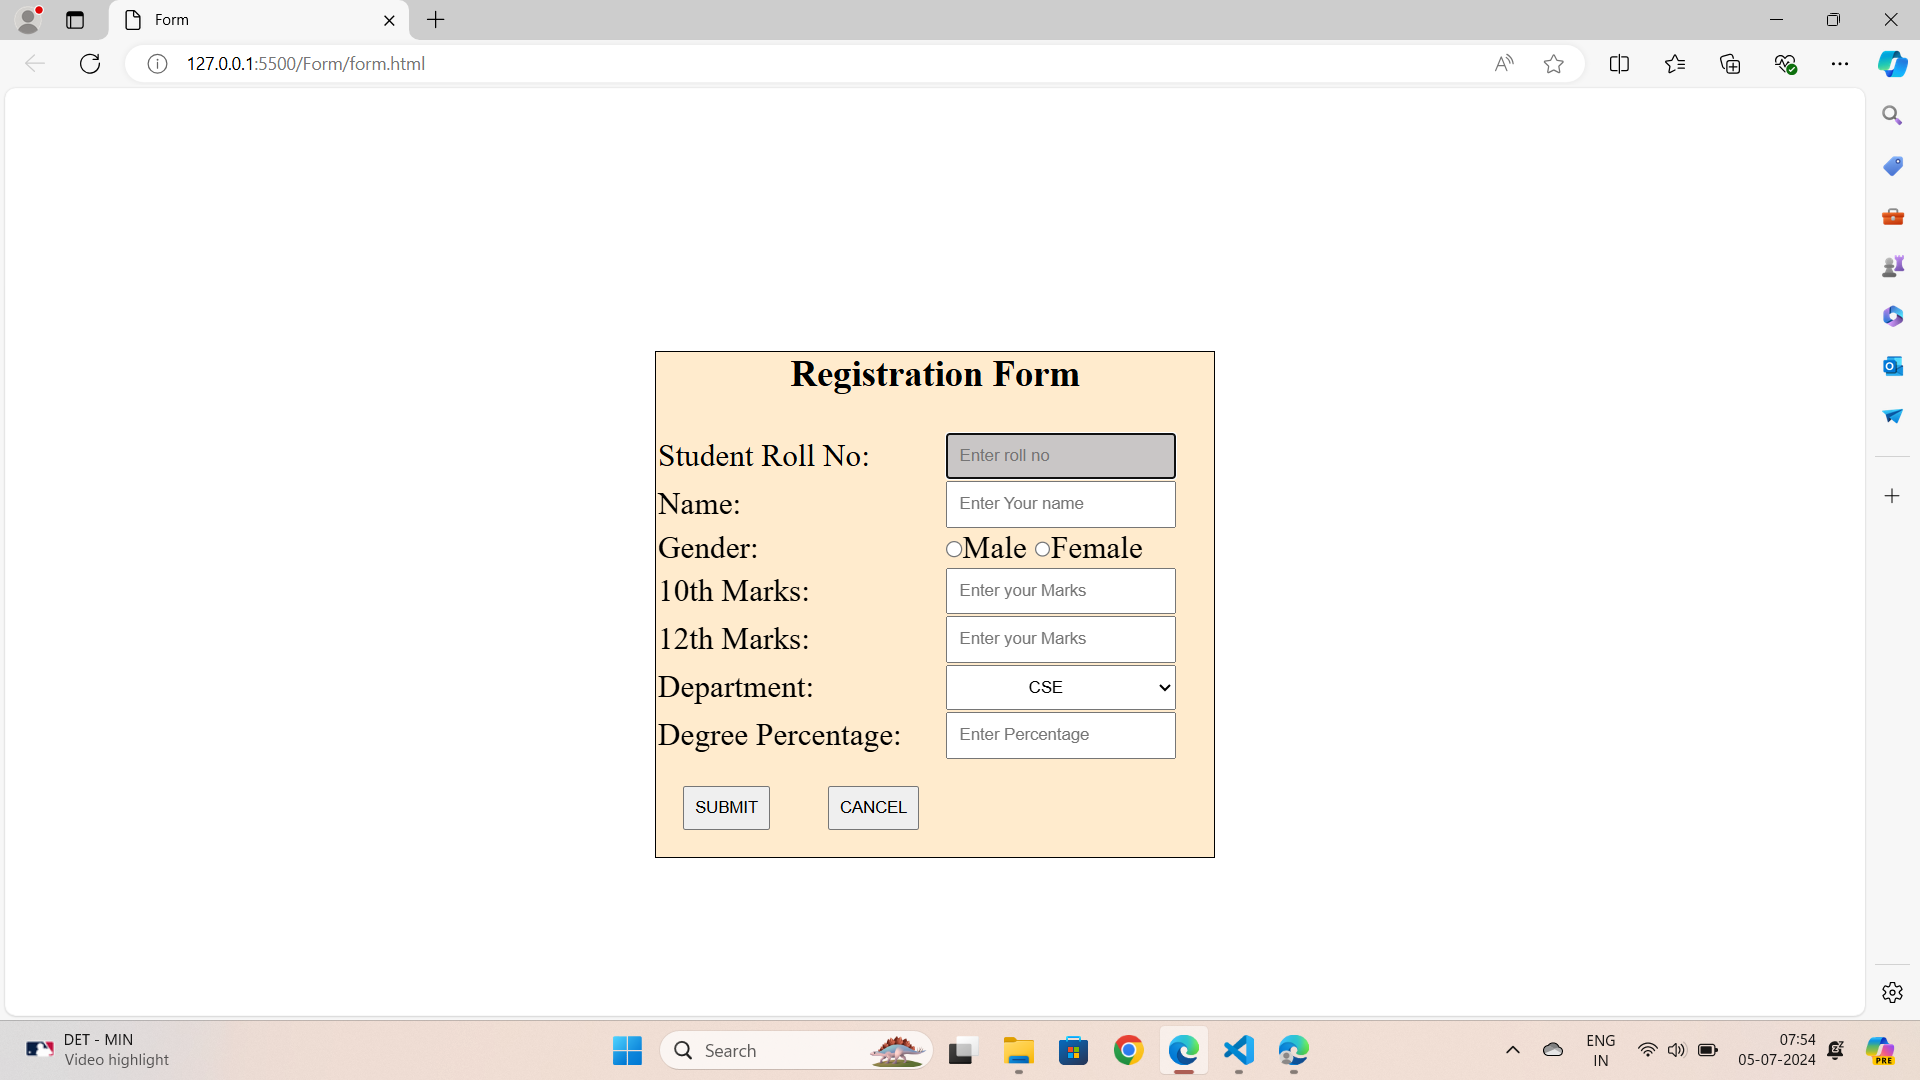 Form
127.0.0.1:5500/Form/form.html
Registration Form
Student Roll No: Enter roll no
Name: Enter Your name
Gender: Male Female
10th Marks: Enter your Marks
12th Marks: Enter your Marks
Department: CSE
Degree Percentage: Enter Percentage
SUBMIT CANCEL
DET - MIN
Video highlight
Search
ENG
IN
07:54
05-07-2024
PRE